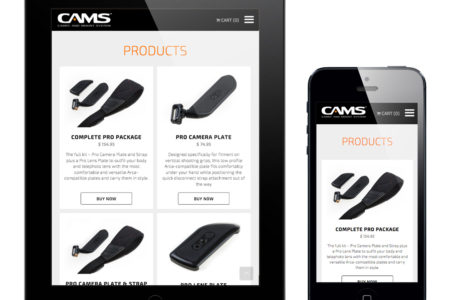 CAMS
CAMERA AND MOUNT SYSTEM
CART (0)
PRODUCTS
COMPLETE PRO PACKAGE
$ 154.95
The full kit – Pro Camera Plate and Strap
plus a Pro Lens Plate to outfit your body
and telephoto lens with the most
comfortable and versatile Arca-
compatible plates and carry them in style.
BUY NOW
PRO CAMERA PLATE
$ 74.95
Designed specifically for filmers on
vertical shooting grips, this low profile
Arca-compatible plate fits comfortably
under your hand while positioning the
quick disconnect strap attachment out of
the way
BUY NOW
PRO CAMERA PLATE & STRAP
PRO LENS PLATE
CAMS
CART (0)
PRODUCTS
COMPLETE PRO PACKAGE
$ 154.95
The full kit – Pro Camera Plate and Strap plus
a Pro Lens Plate to outfit your body and
telephoto lens with the most comfortable and
versatile Arca-compatible plates and carry
them in style.